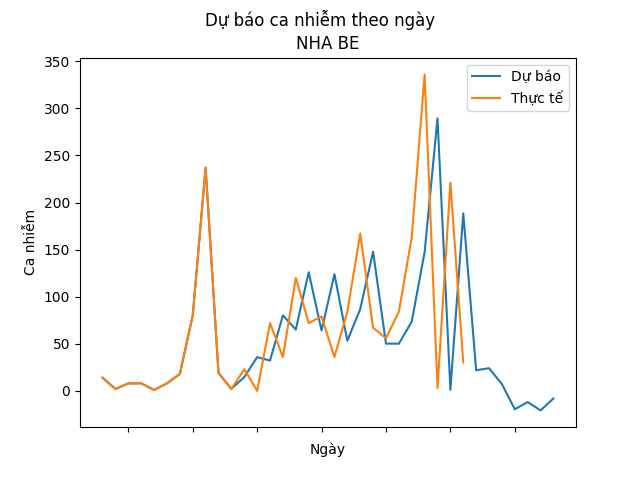 Dự báo ca nhiễm theo ngày
NHA BE
350
300
250
200
150
100
50
0
Ca nhiễm
Ngày
Dự báo
Thực tế